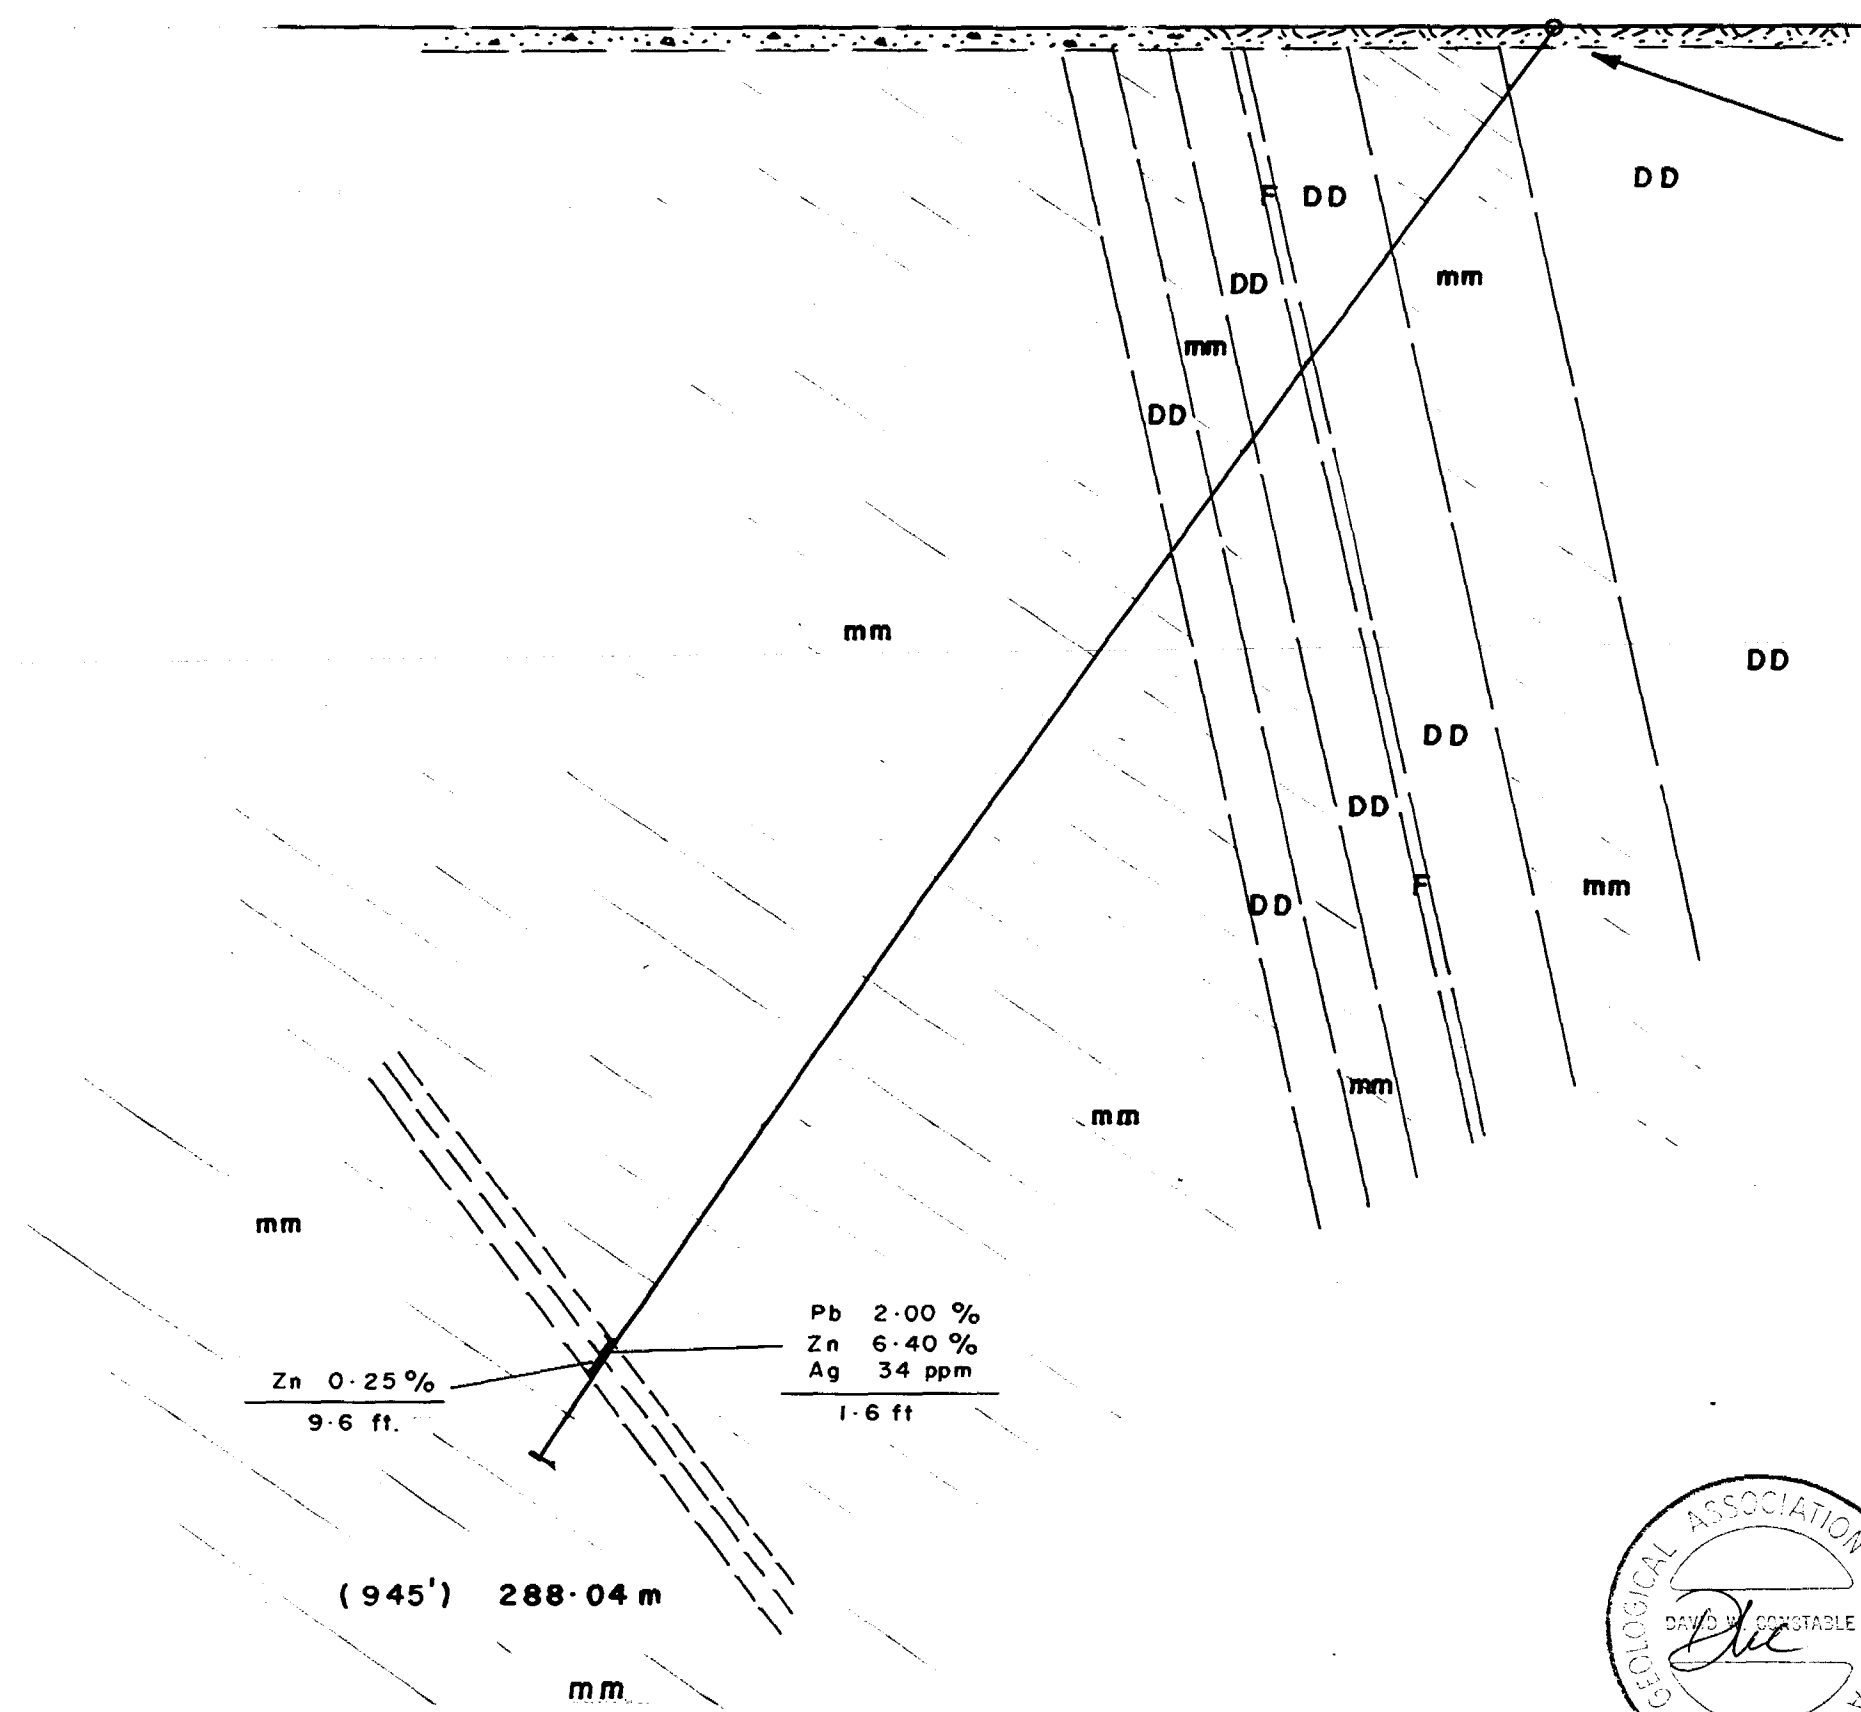 DD
F DD
mm
DD
mm
DD
mm
DD
DD
DD
F
mm
DD
mm
mm
mm
Pb 2·00 %
Zn 6·40 %
Ag 34 ppm
1·6 ft
Zn 0·25 %
9·6 ft.
(945') 288·04 m
mm
GEOLOGICAL ASSOCIATION
DAVID W. CONSTABLE